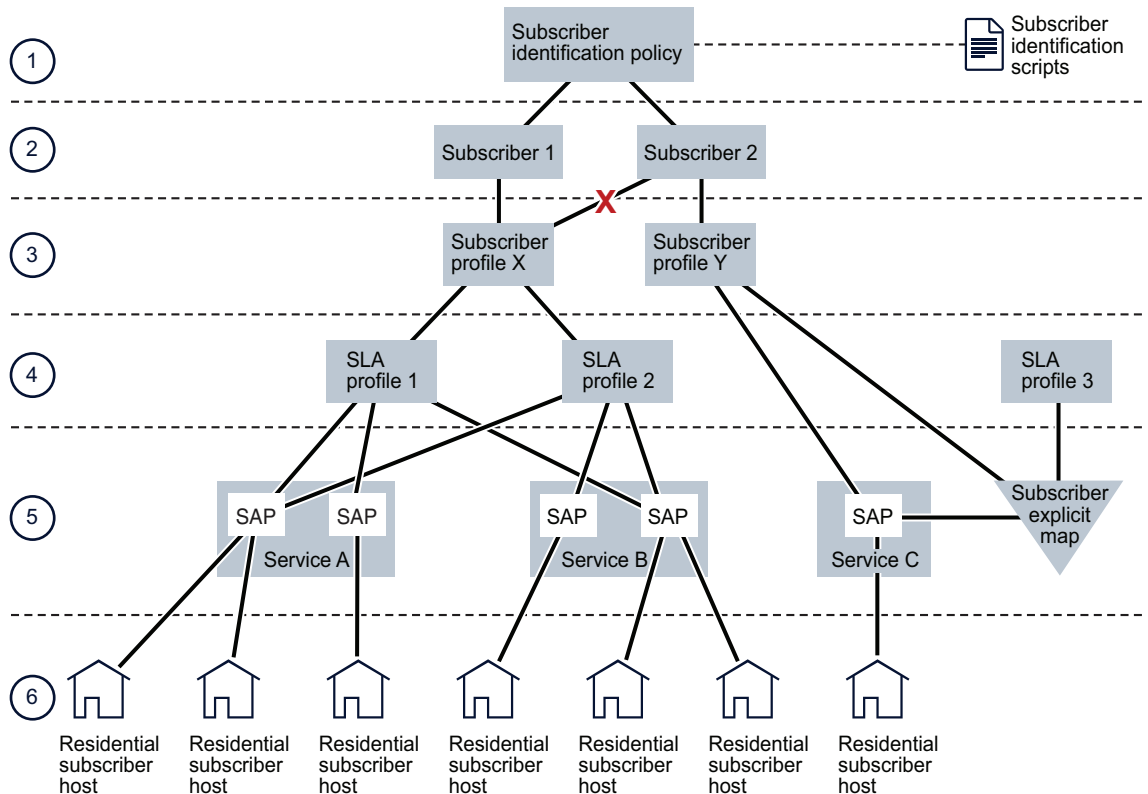 1
Subscriber
identification policy
Subscriber
identification
scripts
2
Subscriber 1
Subscriber 2
X
3
Subscriber
profile X
Subscriber
profile Y
4
SLA
profile 1
SLA
profile 2
SLA
profile 3
5
SAP
SAP
Service A
SAP
SAP
Service B
SAP
Service C
Subscriber
explicit
map
6
Residential
subscriber
host
Residential
subscriber
host
Residential
subscriber
host
Residential
subscriber
host
Residential
subscriber
host
Residential
subscriber
host
Residential
subscriber
host